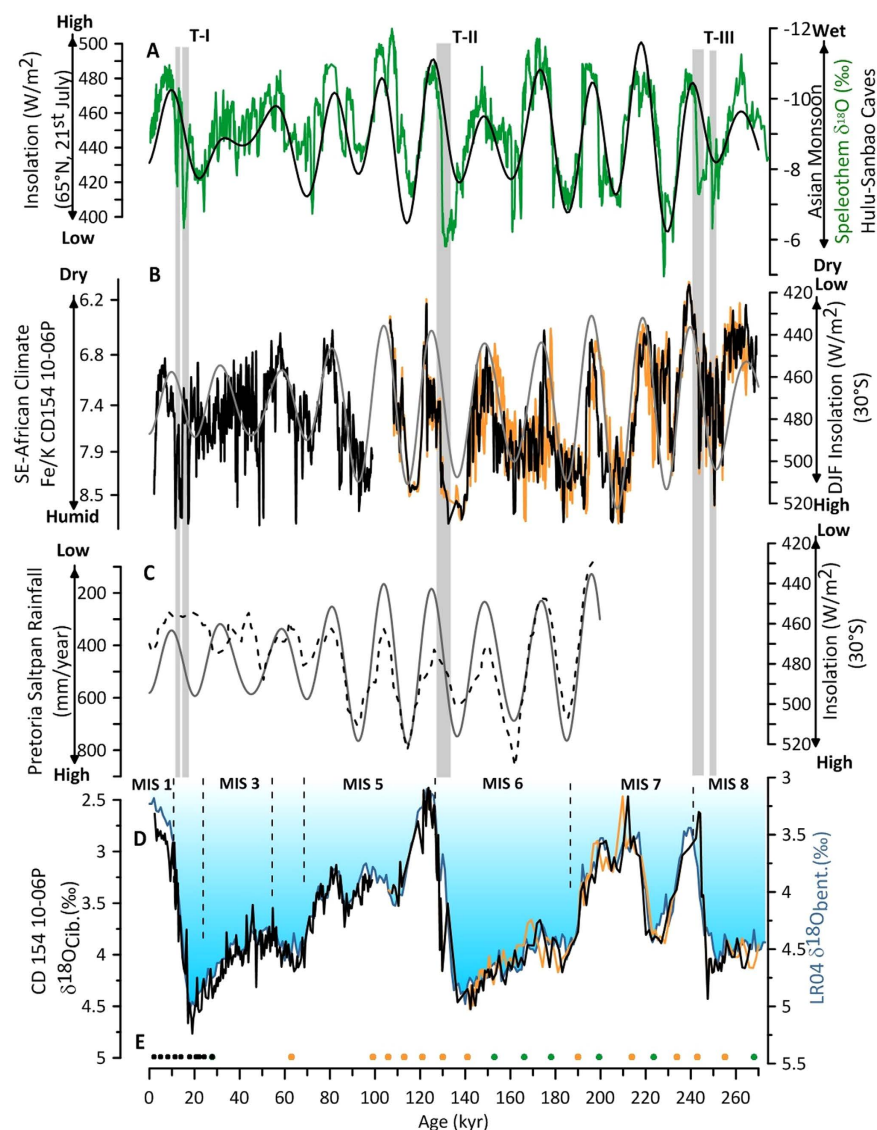 High
T-I
T-II
T-III
Wet
A
500
480
460
440
420
400
Insolation (W/m²)
(65°N, 21st July)
Low
-12
-10
-8
-6
Asian Monsoon
Speleothem δ¹⁸O (‰)
Hulu-Sanbao Caves
Dry
Dry
B
6.2
6.8
7.4
7.9
8.5
SE-African Climate
Fe/K CD154 10-06P
Humid
Low
420
440
460
480
500
520
DJF Insolation (W/m²)
(30°S)
High
Low
C
200
400
600
800
Pretoria Saltpan Rainfall
(mm/year)
High
Low
420
440
460
480
500
520
Insolation (W/m²)
(30°S)
High
MIS 1
MIS 3
MIS 5
MIS 6
MIS 7
MIS 8
D
2.5
3
3.5
4
4.5
5
CD 154 10-06P
δ¹⁸OCib.(‰)
3
3.5
4
4.5
5
5.5
LR04 δ¹⁸Obent.(‰)
E
0 20 40 60 80 100 120 140 160 180 200 220 240 260
Age (kyr)